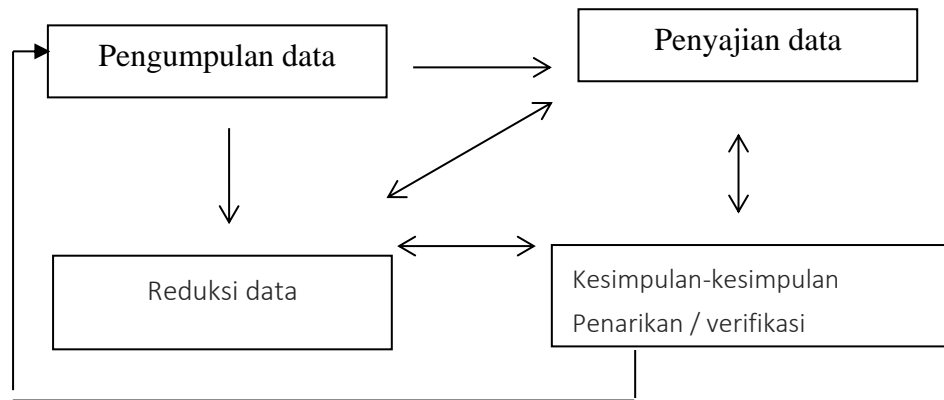 Pengumpulan data
Penyajian data
Reduksi data
Kesimpulan-kesimpulan
Penarikan / verifikasi